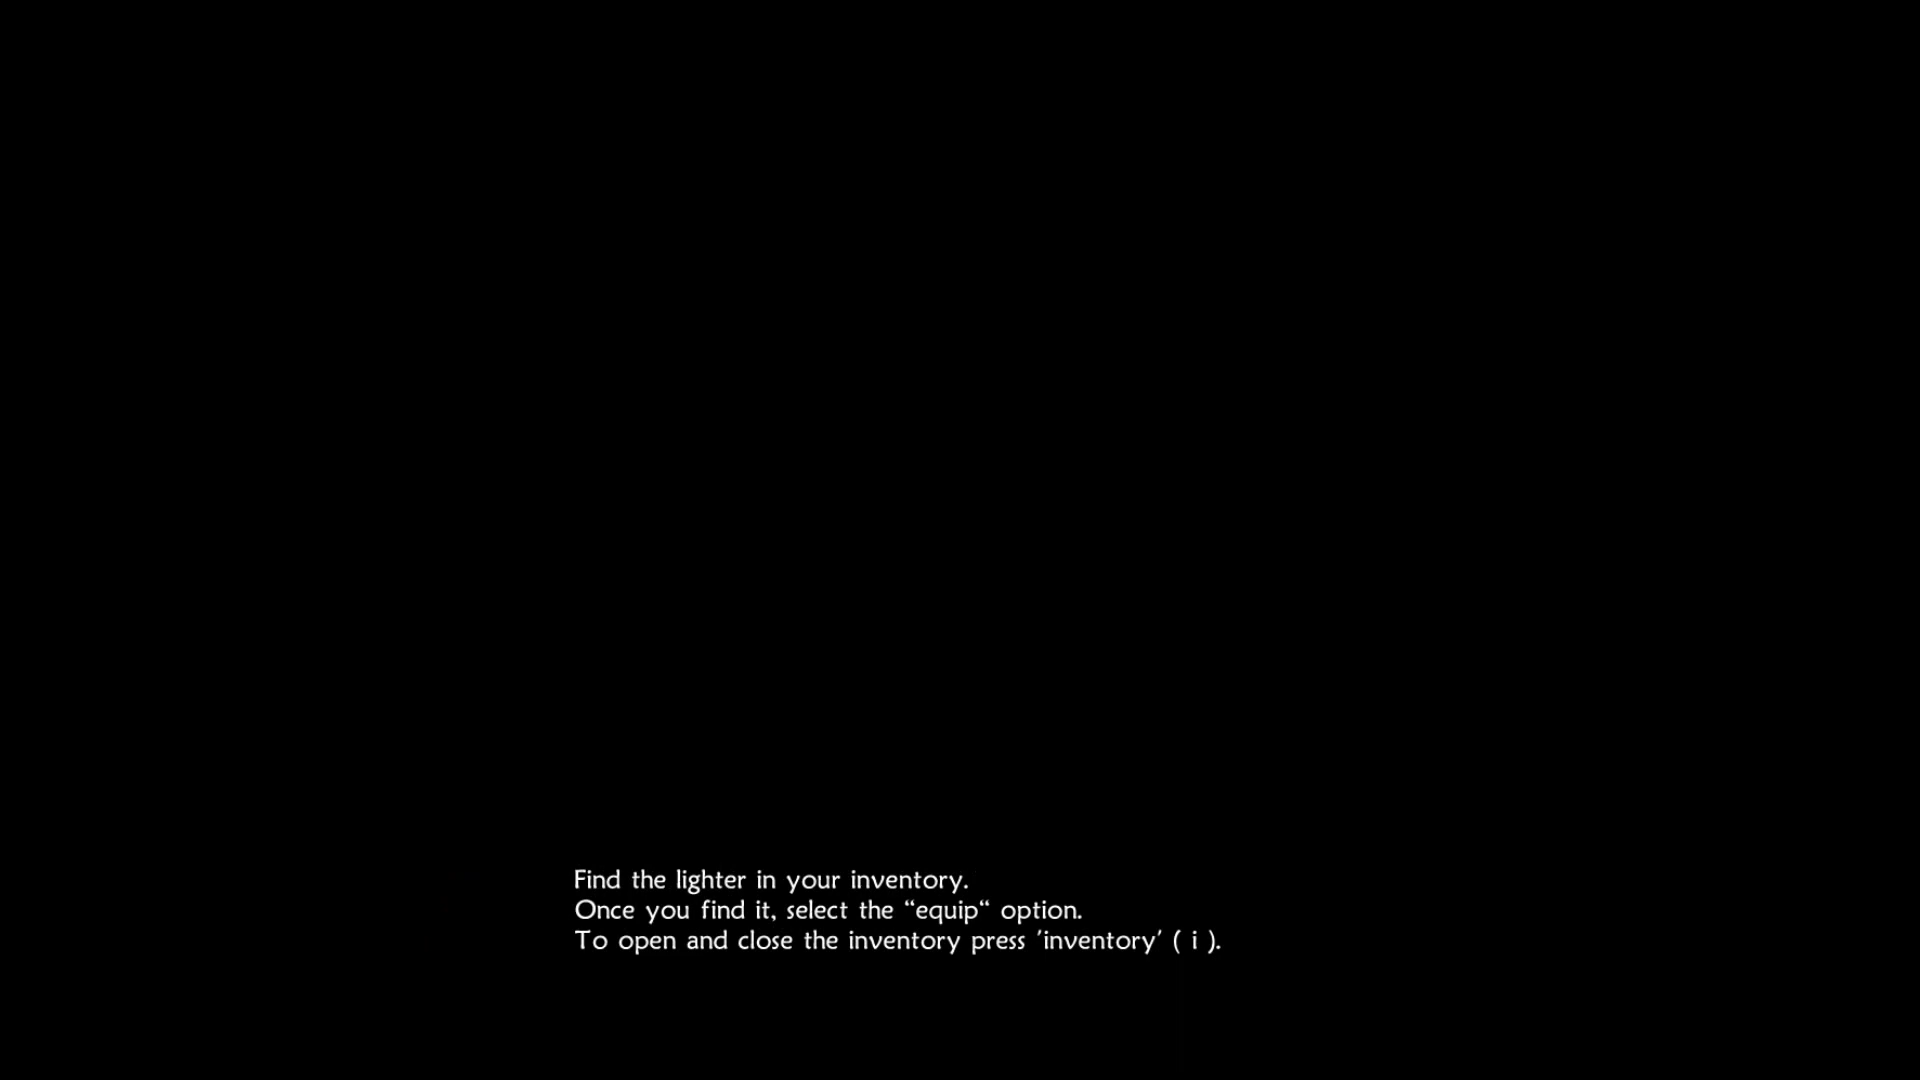 Find the lighter in your inventory.
Once you find it, select the “equip“ option.
To open and close the inventory press 'inventory' ( i ).